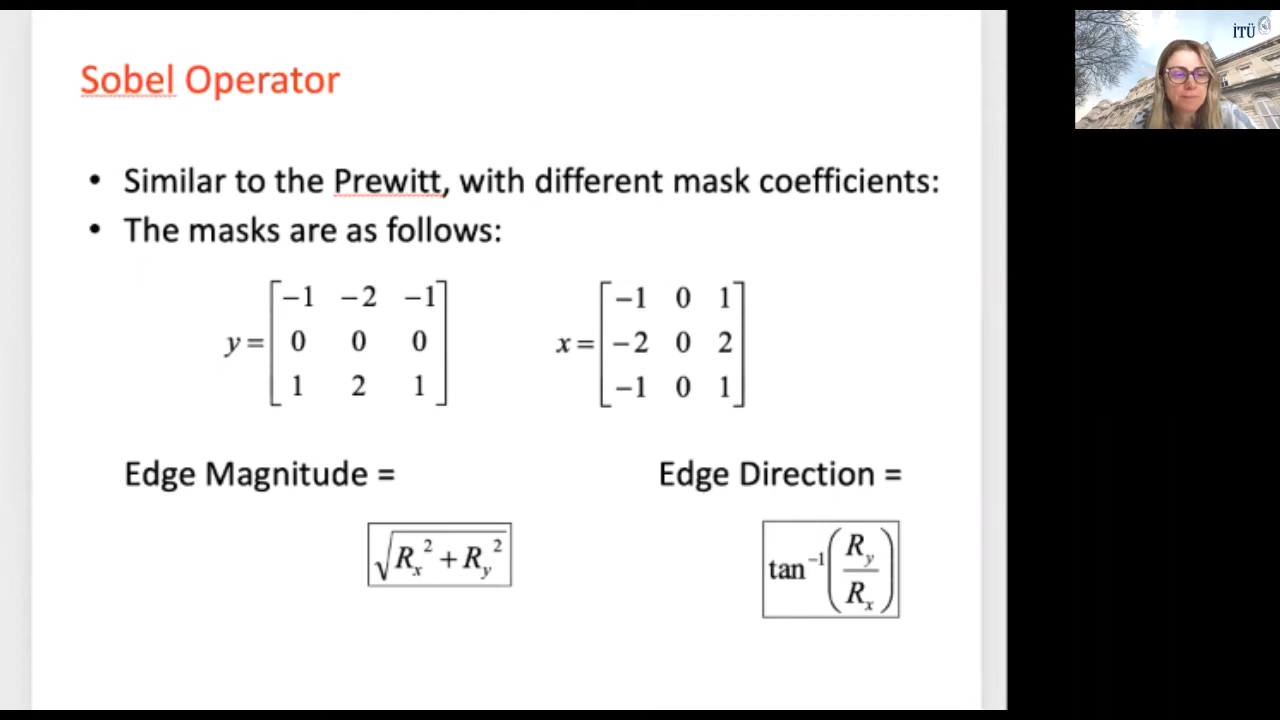 Sobel Operator
• Similar to the Prewitt, with different mask coefficients:
• The masks are as follows:
y = [ −1 −2 −1
0 0 0
1 2 1 ]
x = [ −1 0 1
−2 0 2
−1 0 1 ]
Edge Magnitude =
√(Rₓ² + R_y²)
Edge Direction =
tan⁻¹(R_y / Rₓ)
İTÜ